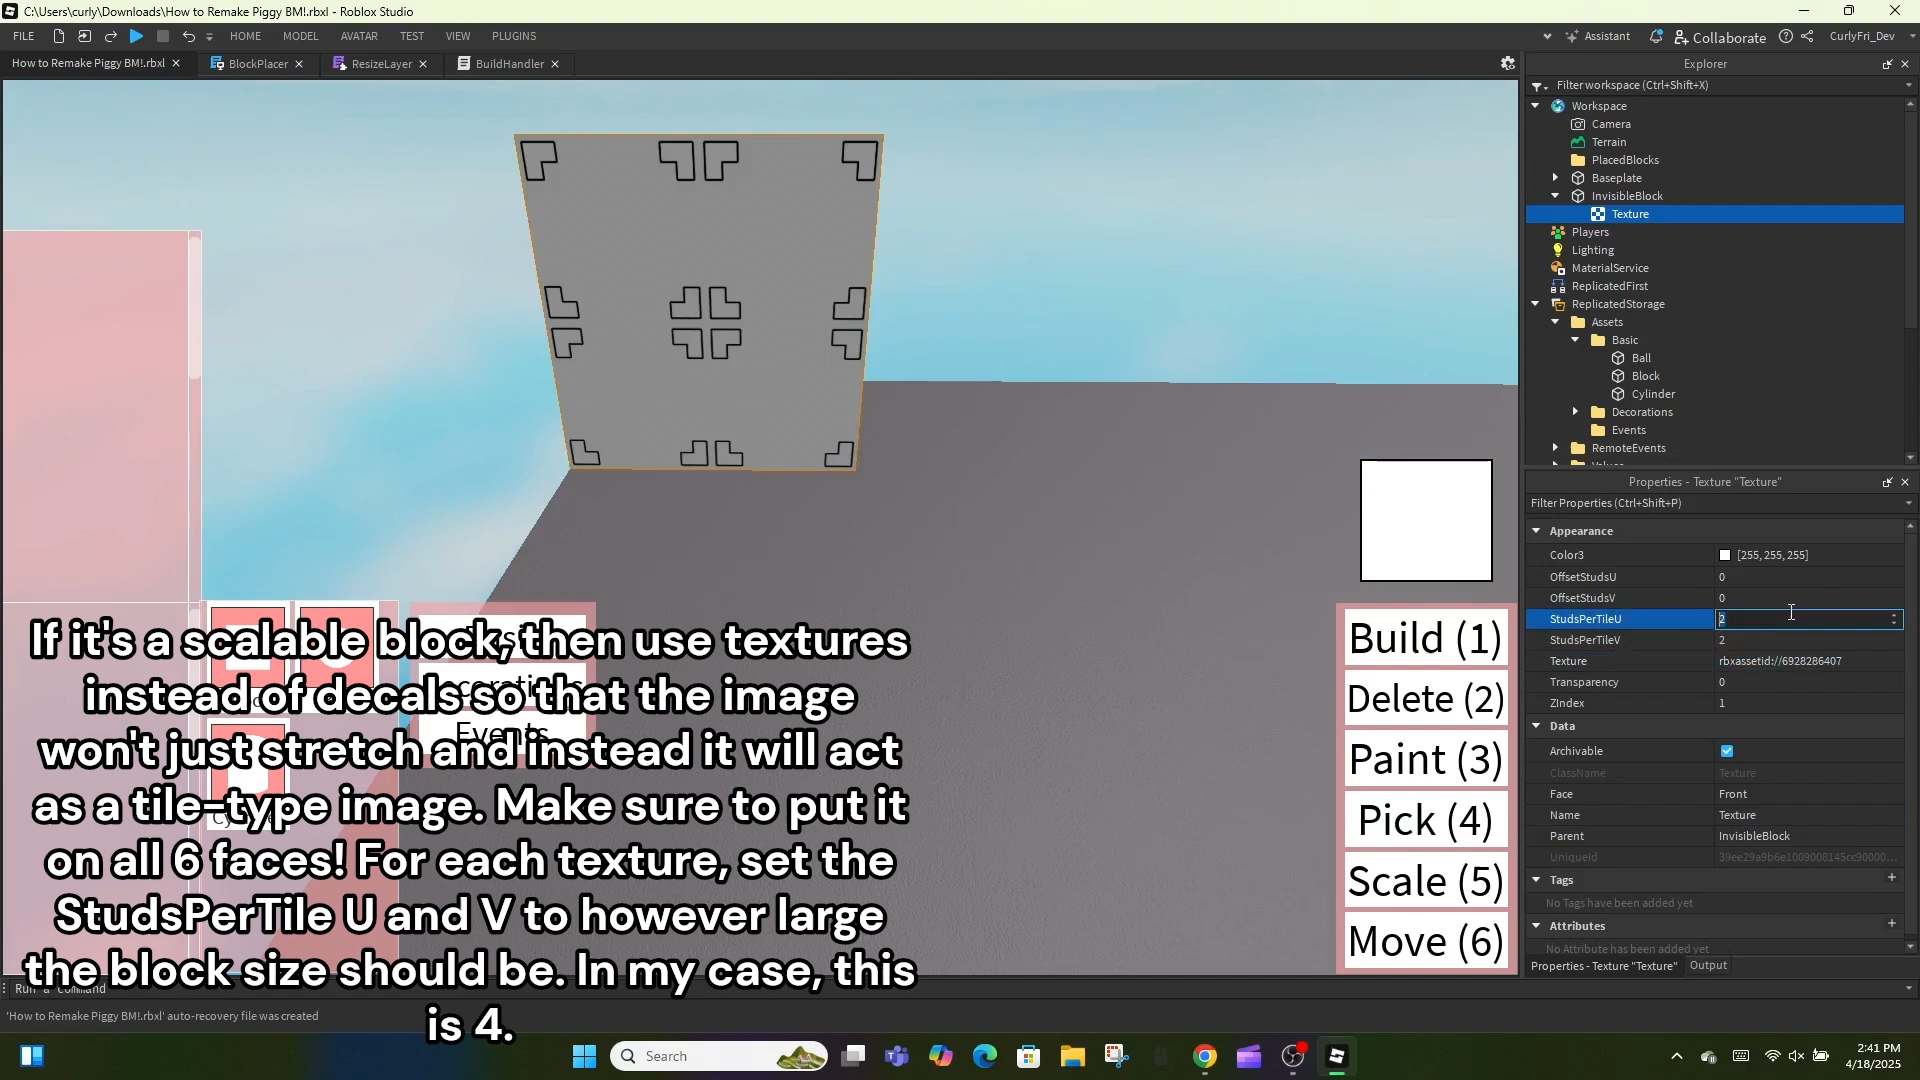 C:\Users\curly\Downloads\How to Remake Piggy BM!.rbxl - Roblox Studio
FILE HOME MODEL AVATAR TEST VIEW PLUGINS Assistant Collaborate CurlyFri_Dev
How to Remake Piggy BM!.rbxl BlockPlacer ResizeLayer BuildHandler
Explorer
Filter workspace (Ctrl+Shift+X)
Workspace
Camera
Terrain
PlacedBlocks
Baseplate
InvisibleBlock
Texture
Players
Lighting
MaterialService
ReplicatedFirst
ReplicatedStorage
Assets
Basic
Ball
Block
Cylinder
Decorations
Events
RemoteEvents
Values
Properties - Texture "Texture"
Filter Properties (Ctrl+Shift+P)
Appearance
Color3 [255, 255, 255]
OffsetStudsU 0
OffsetStudsV 0
StudsPerTileU 2
StudsPerTileV 2
Texture rbxassetid://6928286407
Transparency 0
ZIndex 1
Data
Archivable
ClassName Texture
Face Front
Name Texture
Parent InvisibleBlock
UniqueId 39ee29a9b6e1009008145cc90000...
Tags
No Tags have been added yet
Attributes
No Attribute has been added yet
Properties - Texture "Texture" Output
Build (1)
Delete (2)
Paint (3)
Pick (4)
Scale (5)
Move (6)
Events
If it's a scalable block, then use textures
instead of decals so that the image
won't just stretch and instead it will act
as a tile-type image. Make sure to put it
on all 6 faces! For each texture, set the
StudsPerTile U and V to however large
the block size should be. In my case, this
is 4.
Run a command
'How to Remake Piggy BM!.rbxl' auto-recovery file was created
Search
2:41 PM
4/18/2025